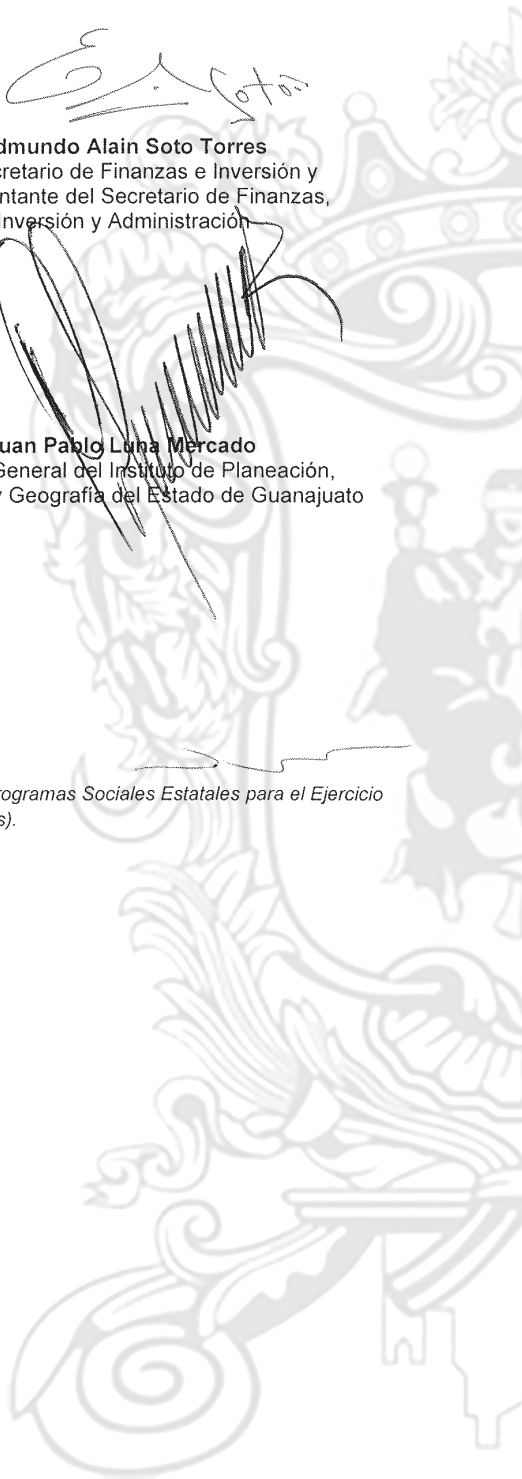 dmundo Alain Soto Torres
cretario de Finanzas e Inversión y
ntante del Secretario de Finanzas,
Inversión y Administración
uan Pablo Luna Mercado
General del Instituto de Planeación,
y Geografía del Estado de Guanajuato
rogramas Sociales Estatales para el Ejercicio
s).